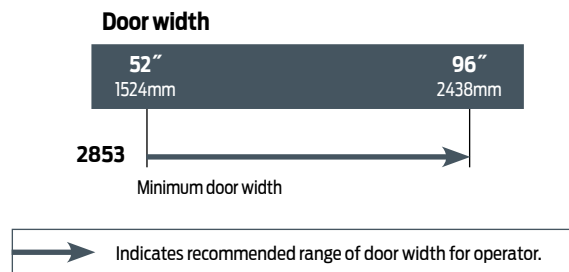 Door width
52″ 96″
1524mm 2438mm
2853
Minimum door width
Indicates recommended range of door width for operator.